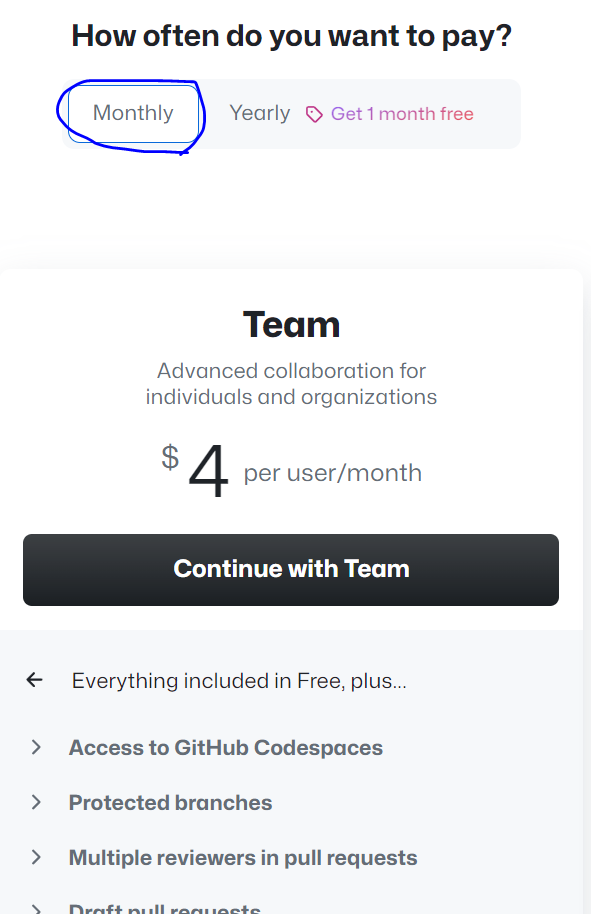 How often do you want to pay?
Monthly Yearly Get 1 month free
Team
Advanced collaboration for
individuals and organizations
$ 4 per user/month
Continue with Team
Everything included in Free, plus...
Access to GitHub Codespaces
Protected branches
Multiple reviewers in pull requests
Draft pull requests